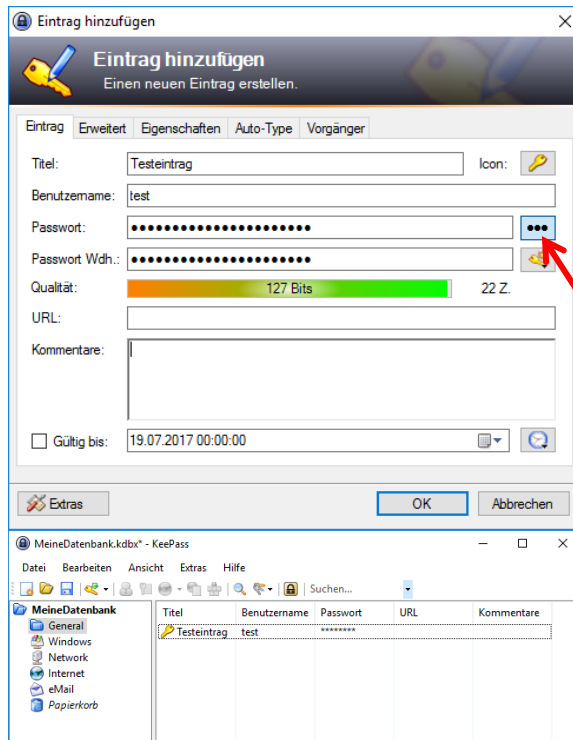 Eintrag hinzufügen
Eintrag hinzufügen
Einen neuen Eintrag erstellen.
Eintrag Erweitert Eigenschaften Auto-Type Vorgänger
Titel: Testeintrag Icon:
Benutzername: test
Passwort: ●●●●●●●●●●●●●●●●●●●●●●
Passwort Wdh.: ●●●●●●●●●●●●●●●●●●●●●●
Qualität: 127 Bits 22 Z.
URL:
Kommentare:
Gültig bis: 19.07.2017 00:00:00
Extras OK Abbrechen
MeineDatenbank.kdbx* - KeePass
Datei Bearbeiten Ansicht Extras Hilfe
Suchen...
MeineDatenbank Titel Benutzername Passwort URL Kommentare
General Testeintrag test ********
Windows
Network
Internet
eMail
Papierkorb